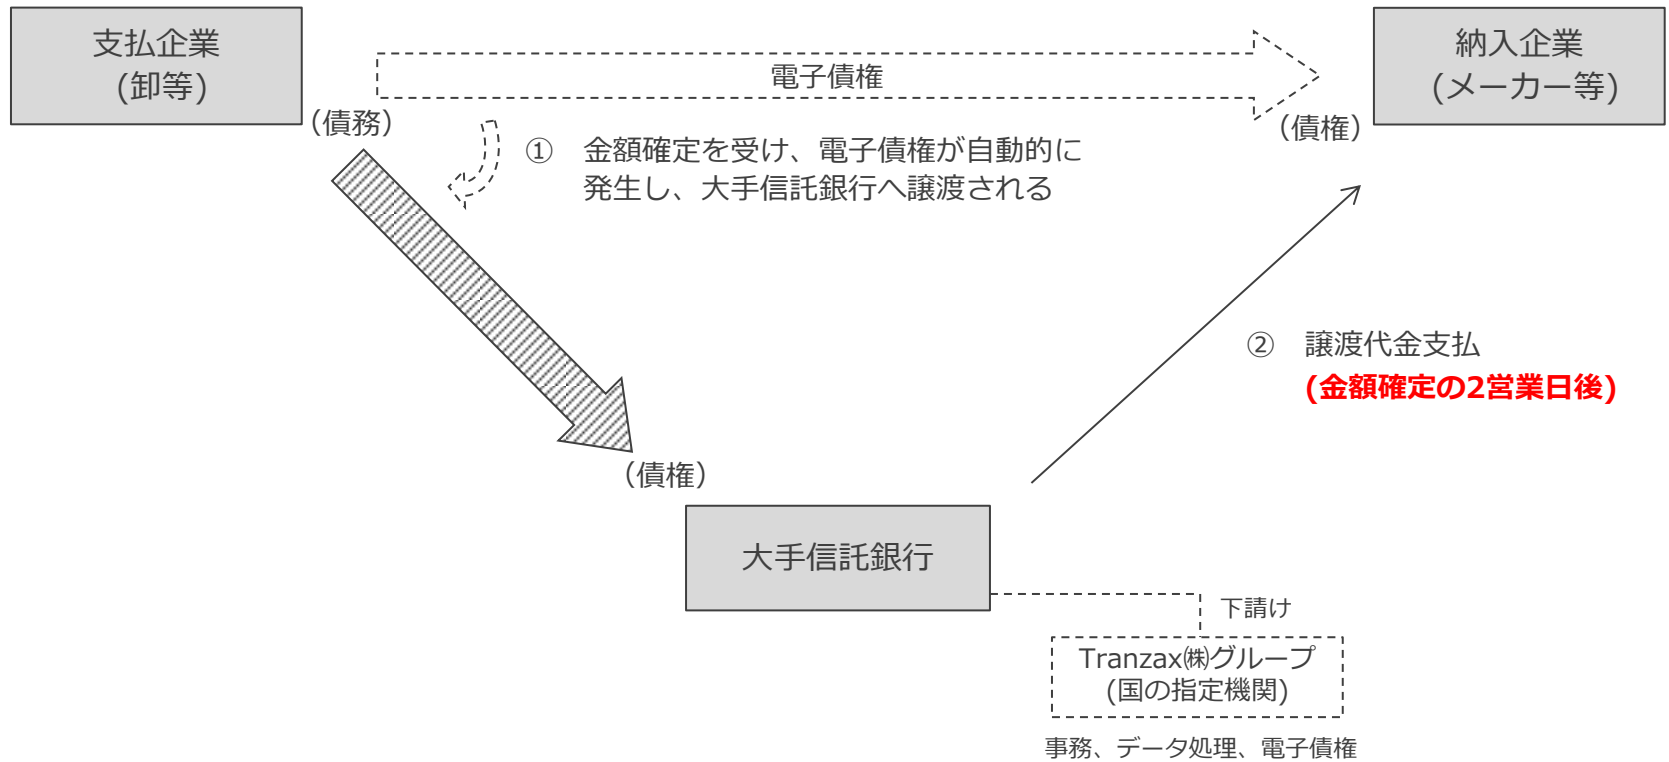 支払企業
(卸等)
電子債権
納入企業
(メーカー等)
(債務)
(債権)
① 金額確定を受け、電子債権が自動的に
発生し、大手信託銀行へ譲渡される
② 譲渡代金支払
(金額確定の2営業日後)
(債権)
大手信託銀行
下請け
Tranzax㈱グループ
(国の指定機関)
事務、データ処理、電子債権